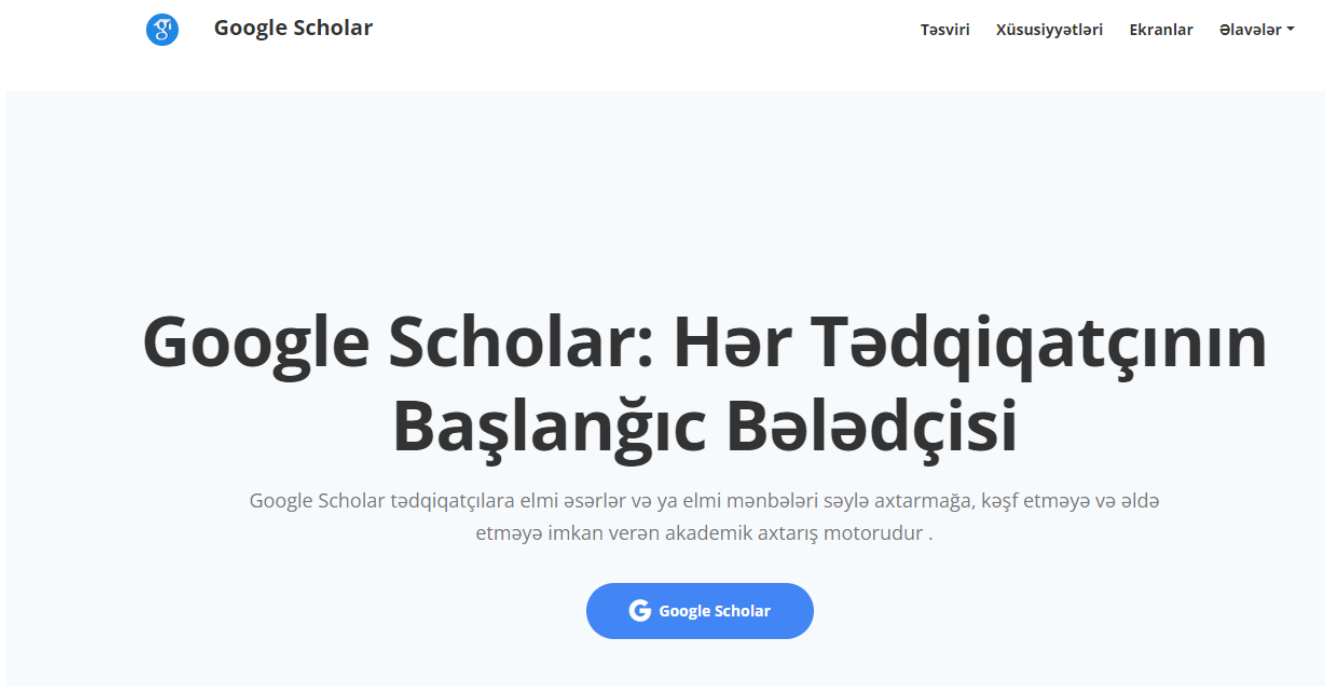 Google Scholar
Təsviri Xüsusiyyətləri Ekranlar Əlavələr
Google Scholar: Hər Tədqiqatçının
Başlanğıc Bələdçisi
Google Scholar tədqiqatçılara elmi əsərlər və ya elmi mənbələri səylə axtarmağa, kəşf etməyə və əldə
etməyə imkan verən akademik axtarış motorudur .
G Google Scholar